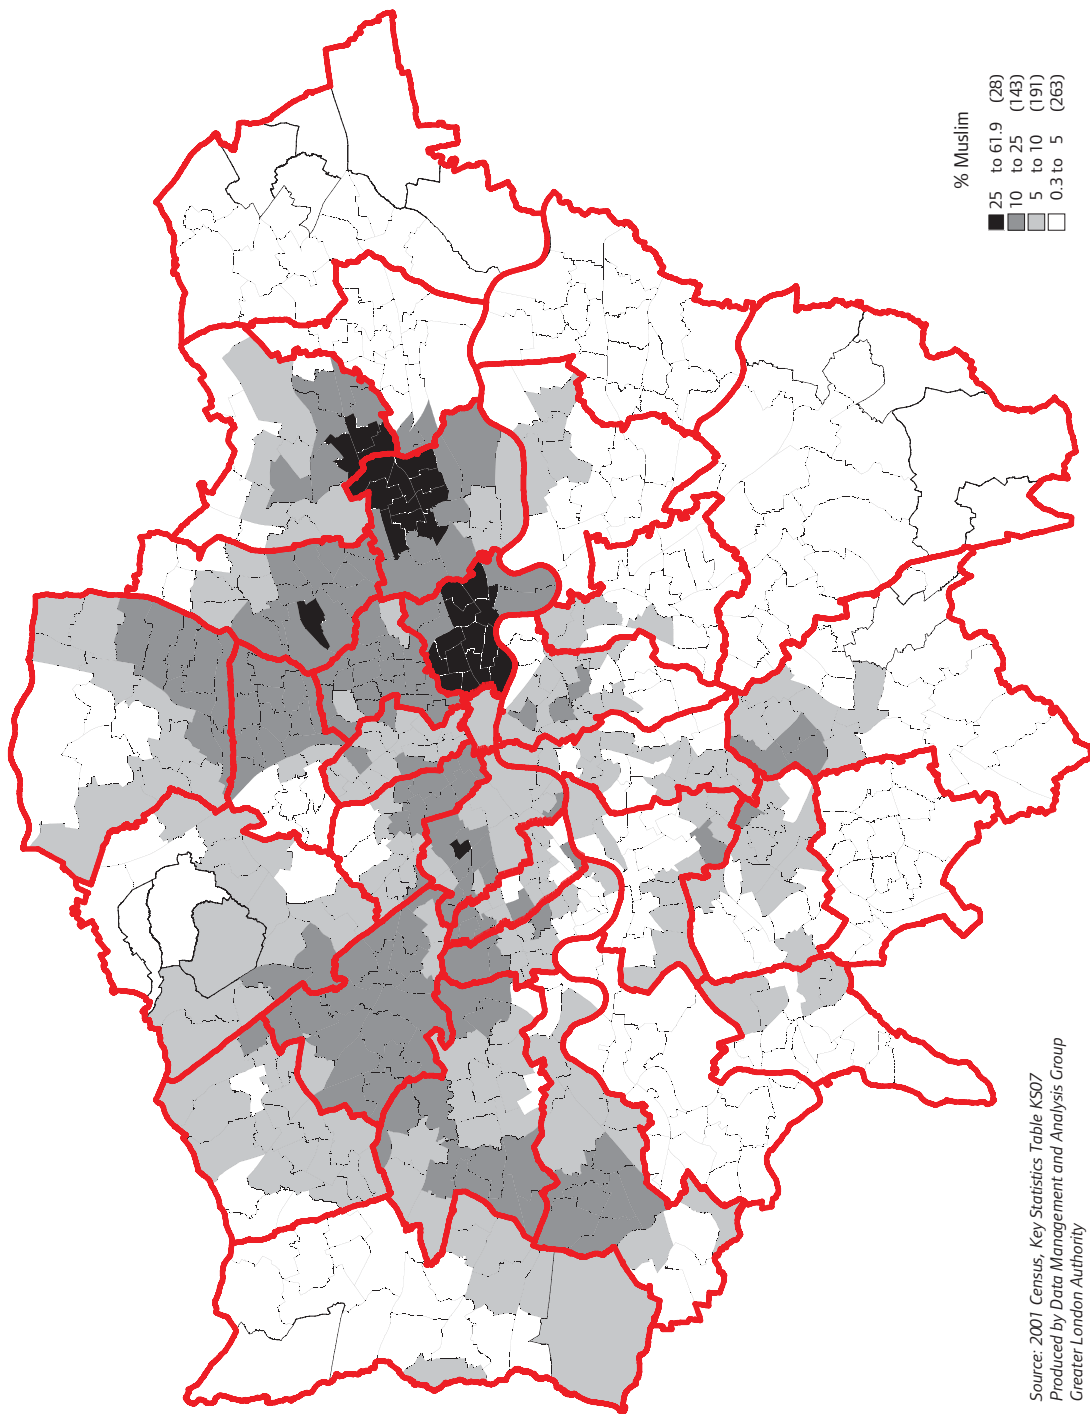 % Muslim
25 to 61.9 (28)
10 to 25 (143)
5 to 10 (191)
0.3 to 5 (263)
Source: 2001 Census, Key Statistics Table KS07
Produced by Data Management and Analysis Group
Greater London Authority